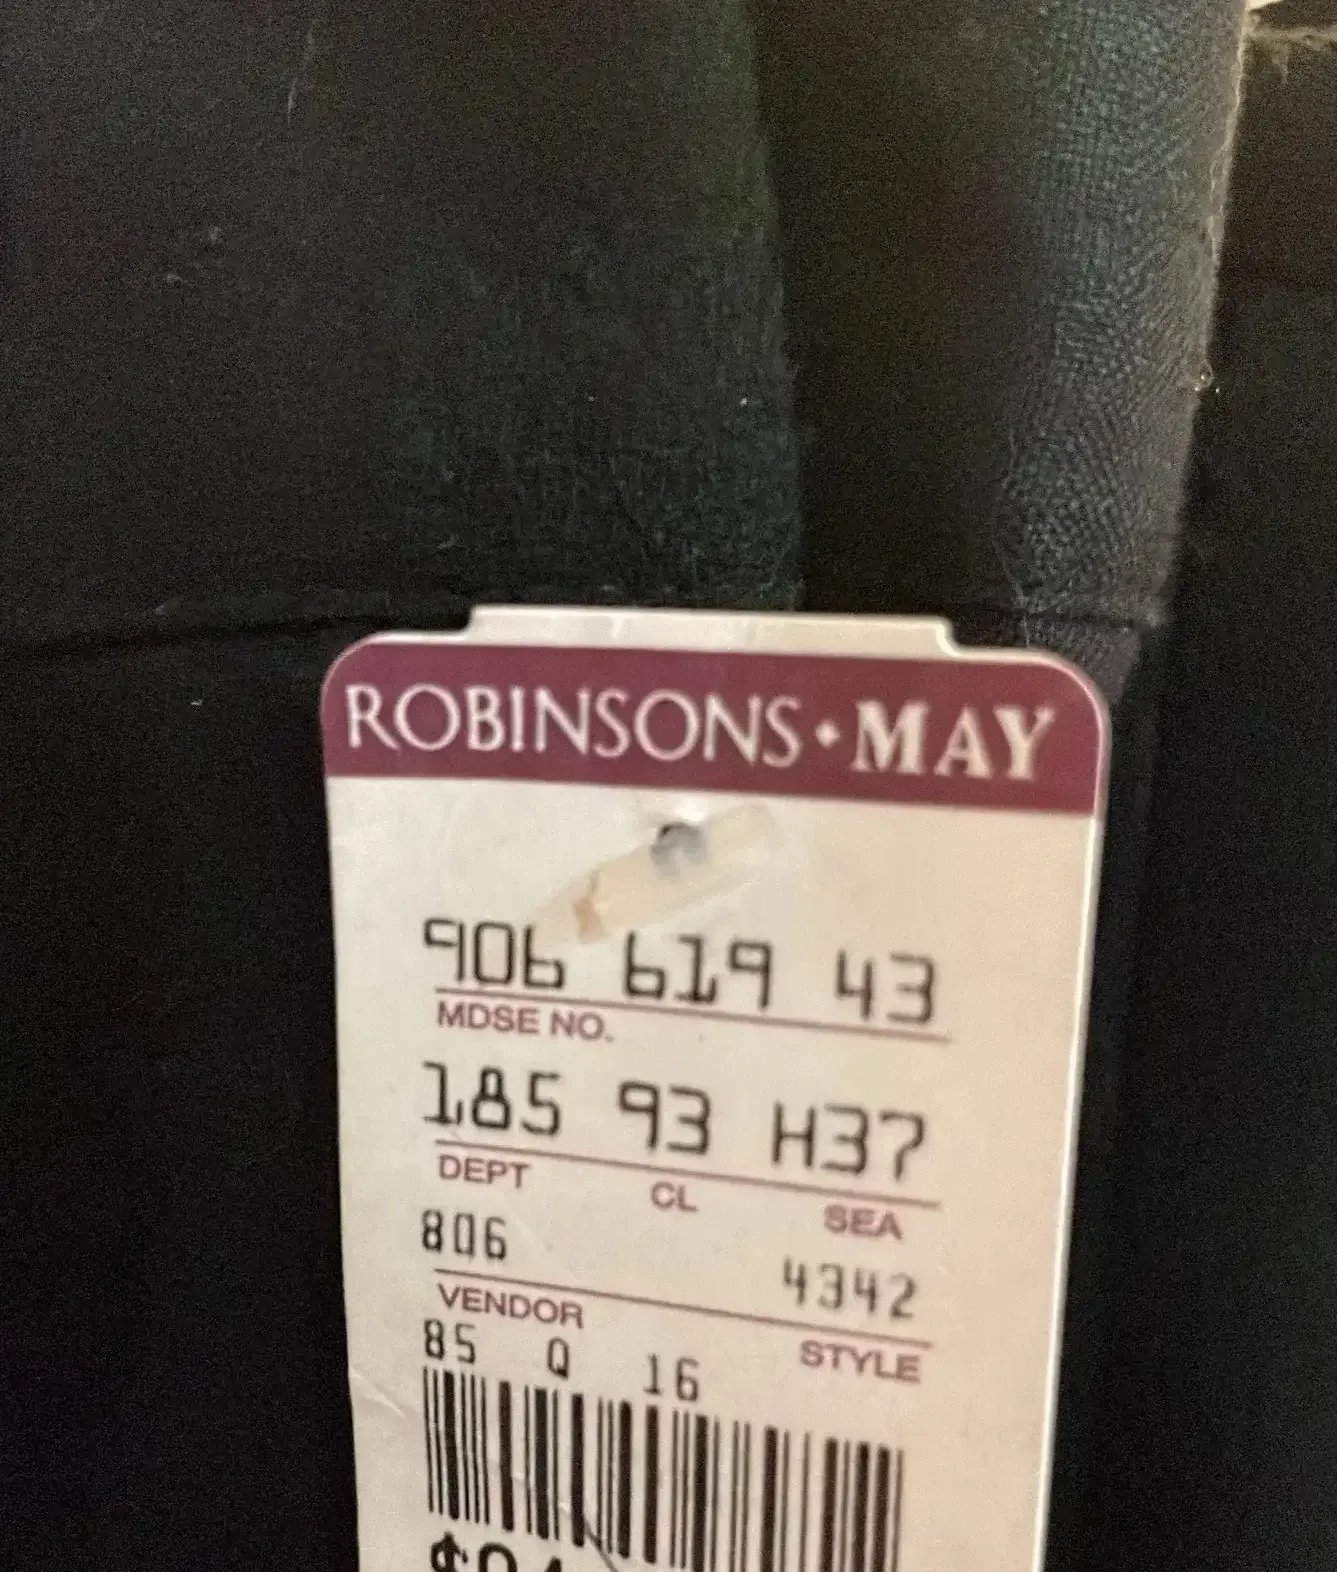 ROBINSONS • MAY
906 619 43
MDSE NO.
185 93 H37
DEPT CL SEA
806 4342
VENDOR STYLE
85 Q 16